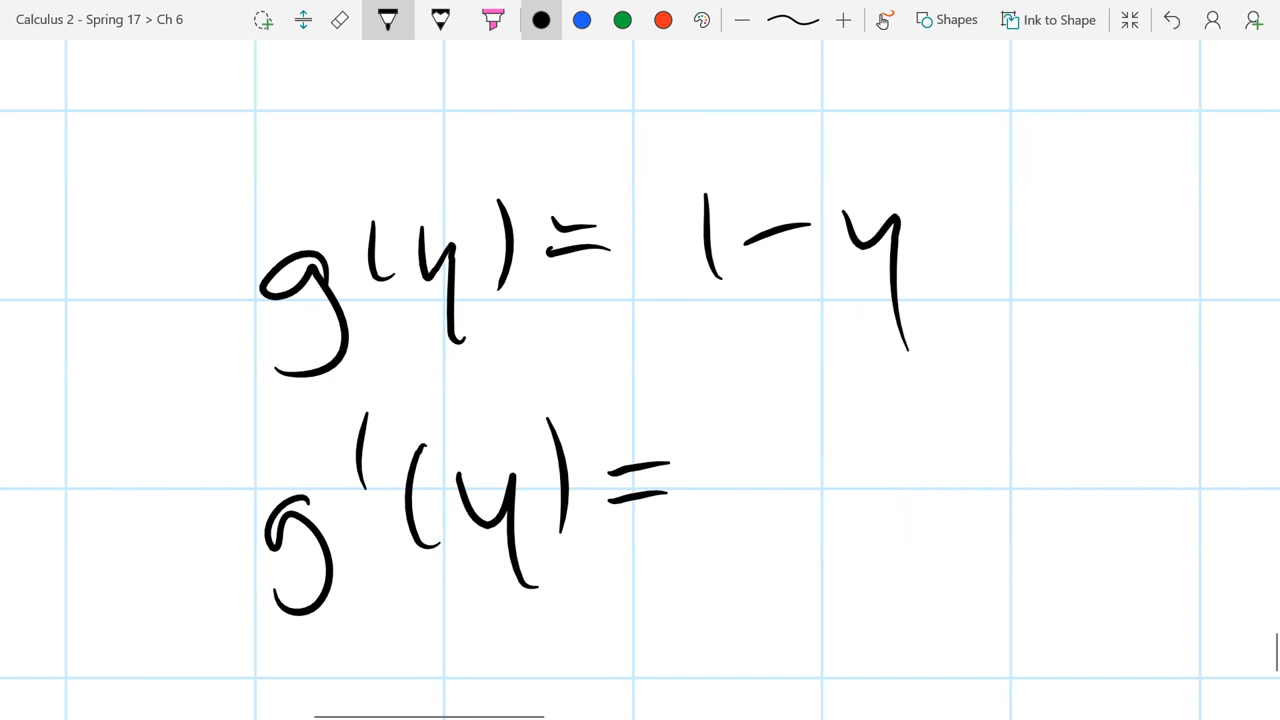 Calculus 2 - Spring 17 > Ch 6
Shapes
Ink to Shape
g(y) = 1 - y
g'(y) =